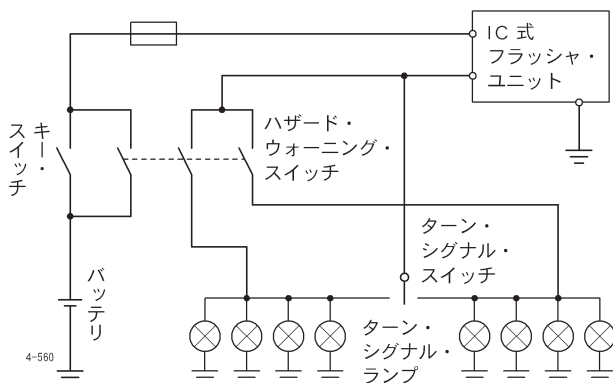 IC 式
フラッシャ・
ユニット
ハザード・
ウォーニング・
スイッチ
キー・
スイッチ
ターン・
シグナル・
スイッチ
バッテリ
ターン・
シグナル・
ランプ
4-560